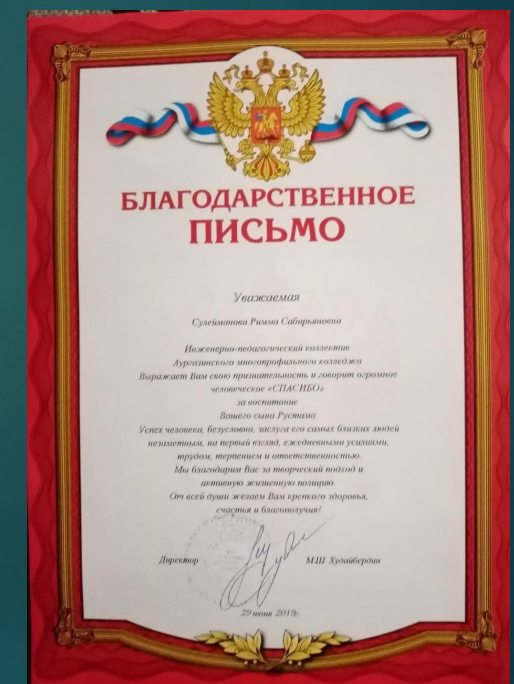 БЛАГОДАРСТВЕННОЕ
ПИСЬМО
Уважаемая
Сулейманова Римма Сабирьяновна
Инженерно-педагогический коллектив
Аургазинского многопрофильного колледжа
Выражает Вам свою признательность и говорит огромное
человеческое «СПАСИБО»
за воспитание
Вашего сына Рустама
Успех человека, безусловно, заслуга его самых близких людей
незаметным, на первый взгляд, ежедневными усилиями,
трудом, терпением и ответственностью.
Мы благодарим Вас за творческий подход и
активную жизненную позицию.
От всей души желаем Вам крепкого здоровья,
счастья и благополучия!
Директор М.Ш. Худайбердин
29 июня 2019г.